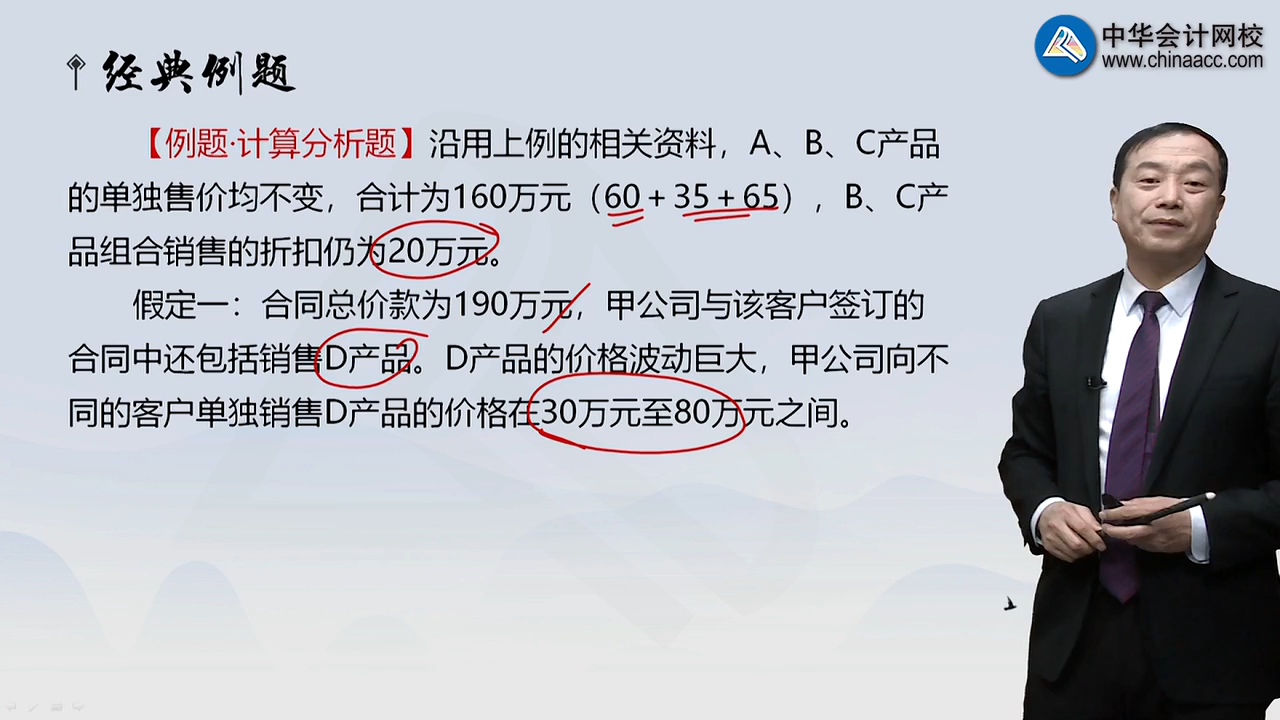 中华会计网校
www.chinaacc.com
经典例题
【例题·计算分析题】沿用上例的相关资料，A、B、C产品
的单独售价均不变，合计为160万元（60＋35＋65），B、C产
品组合销售的折扣仍为20万元。
假定一：合同总价款为190万元，甲公司与该客户签订的
合同中还包括销售D产品。D产品的价格波动巨大，甲公司向不
同的客户单独销售D产品的价格在30万元至80万元之间。